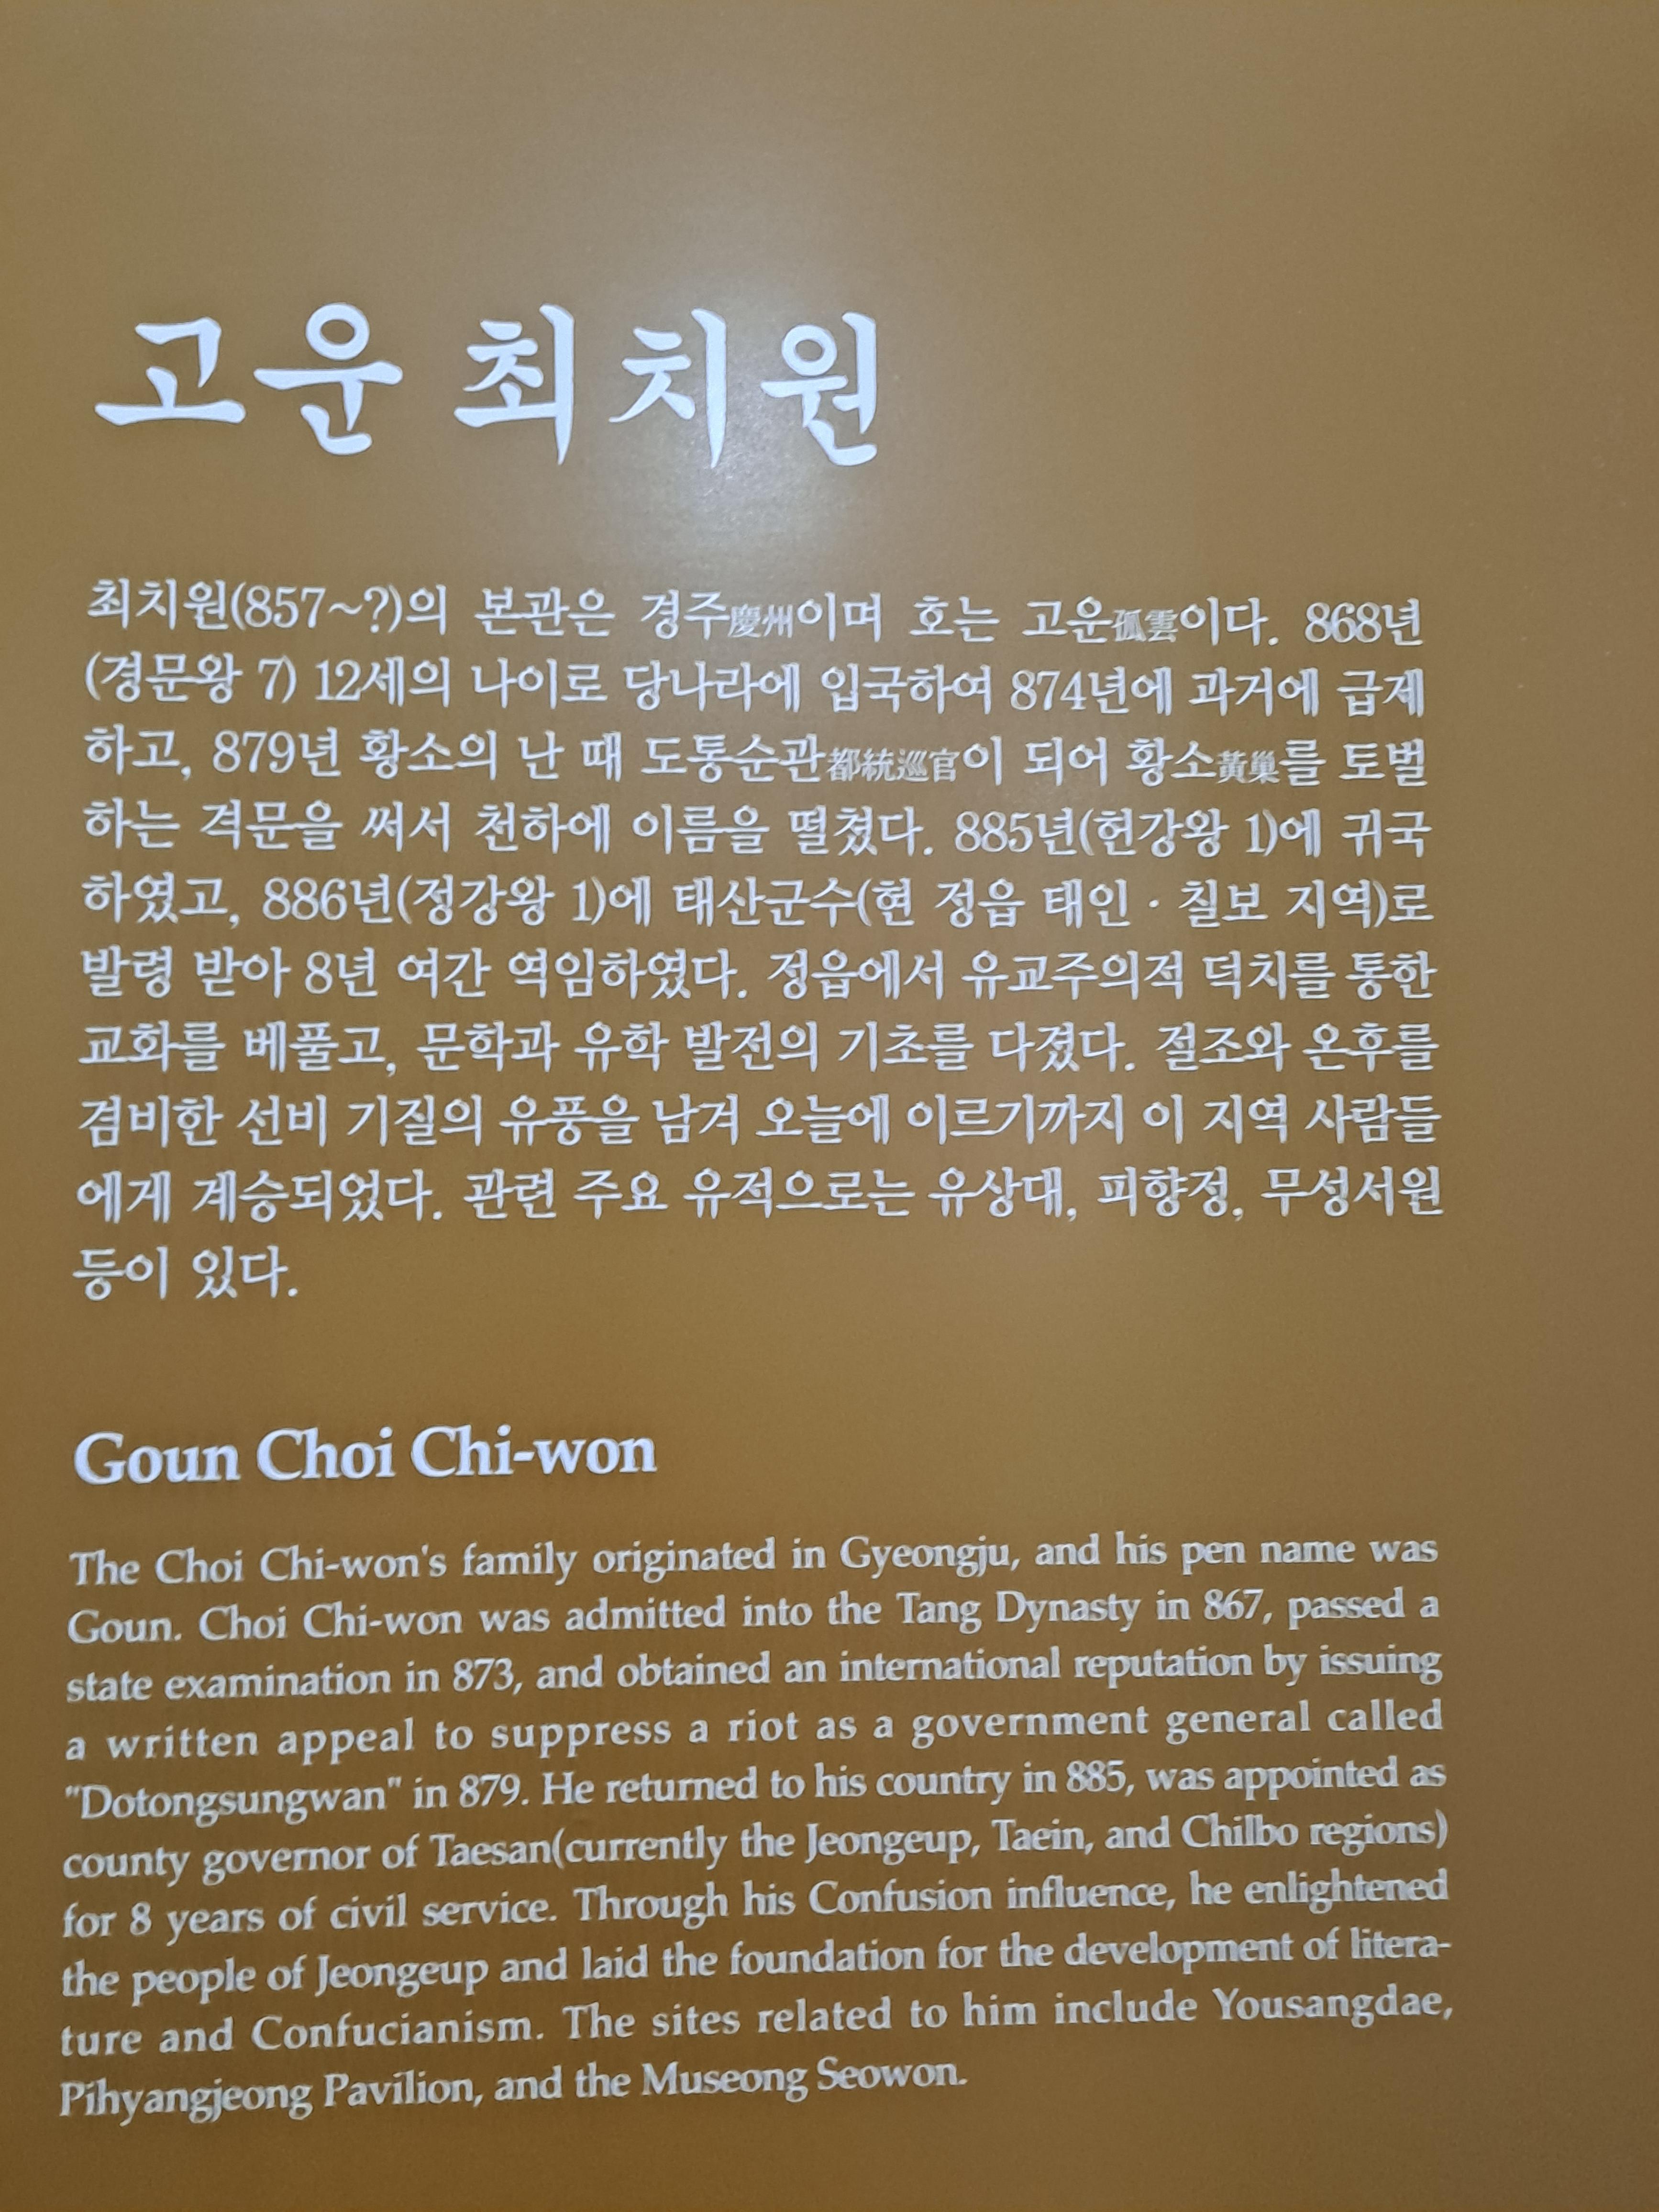 고운 최치원
최치원(857~?)의 본관은 경주慶州이며 호는 고운孤雲이다. 868년
(경문왕 7) 12세의 나이로 당나라에 입국하여 874년에 과거에 급제
하고, 879년 황소의 난 때 도통순관都統巡官이 되어 황소黃巢를 토벌
하는 격문을 써서 천하에 이름을 떨쳤다. 885년(헌강왕 1)에 귀국
하였고, 886년(정강왕 1)에 태산군수(현 정읍 태인 · 칠보 지역)로
발령 받아 8년 여간 역임하였다. 정읍에서 유교주의적 덕치를 통한
교화를 베풀고, 문학과 유학 발전의 기초를 다졌다. 절조와 온후를
겸비한 선비 기질의 유풍을 남겨 오늘에 이르기까지 이 지역 사람들
에게 계승되었다. 관련 주요 유적으로는 유상대, 피향정, 무성서원
등이 있다.
Goun Choi Chi-won
The Choi Chi-won's family originated in Gyeongju, and his pen name was
Goun. Choi Chi-won was admitted into the Tang Dynasty in 867, passed a
state examination in 873, and obtained an international reputation by issuing
a written appeal to suppress a riot as a government general called
"Dotongsungwan" in 879. He returned to his country in 885, was appointed as
county governor of Taesan(currently the Jeongeup, Taein, and Chilbo regions)
for 8 years of civil service. Through his Confusion influence, he enlightened
the people of Jeongeup and laid the foundation for the development of litera-
ture and Confucianism. The sites related to him include Yousangdae,
Pihyangjeong Pavilion, and the Museong Seowon.